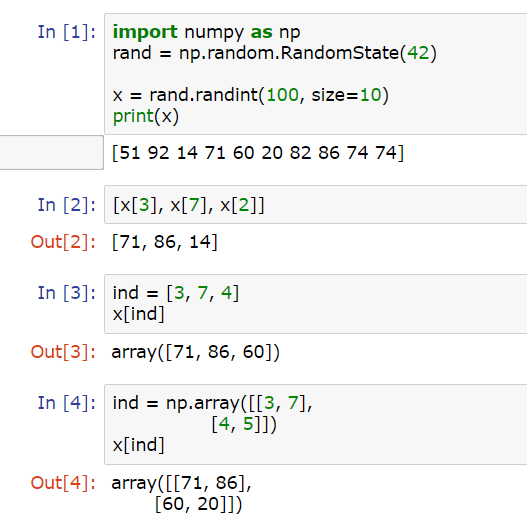 In [1]: import numpy as np
rand = np.random.RandomState(42)
x = rand.randint(100, size=10)
print(x)
[51 92 14 71 60 20 82 86 74 74]
In [2]: [x[3], x[7], x[2]]
Out[2]: [71, 86, 14]
In [3]: ind = [3, 7, 4]
x[ind]
Out[3]: array([71, 86, 60])
In [4]: ind = np.array([[3, 7],
[4, 5]])
x[ind]
Out[4]: array([[71, 86],
[60, 20]])